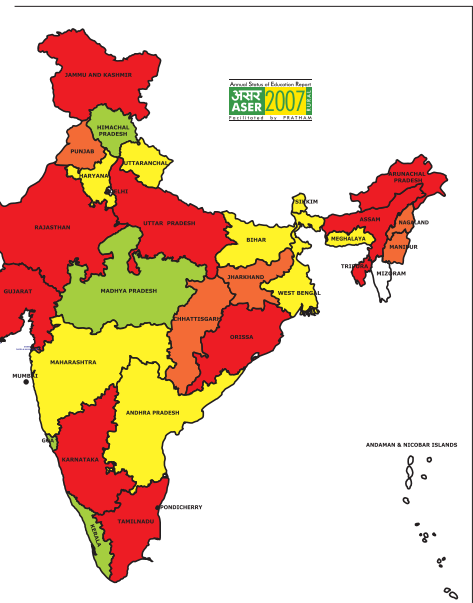 Annual Status of Education Report
असर
ASER
2007
RURAL
Facilitated by PRATHAM
JAMMU AND KASHMIR
HIMACHAL
PRADESH
PUNJAB
UTTARANCHAL
HARYANA
DELHI
ARUNACHAL
PRADESH
SIKKIM
RAJASTHAN
UTTAR PRADESH
ASSAM
NAGALAND
BIHAR
MEGHALAYA
MANIPUR
TRIPURA
MIZORAM
JHARKHAND
GUJARAT
MADHYA PRADESH
WEST BENGAL
CHHATTISGARH
ORISSA
MAHARASHTRA
MUMBAI
ANDHRA PRADESH
GOA
ANDAMAN & NICOBAR ISLANDS
KARNATAKA
PONDICHERRY
TAMILNADU
KERALA